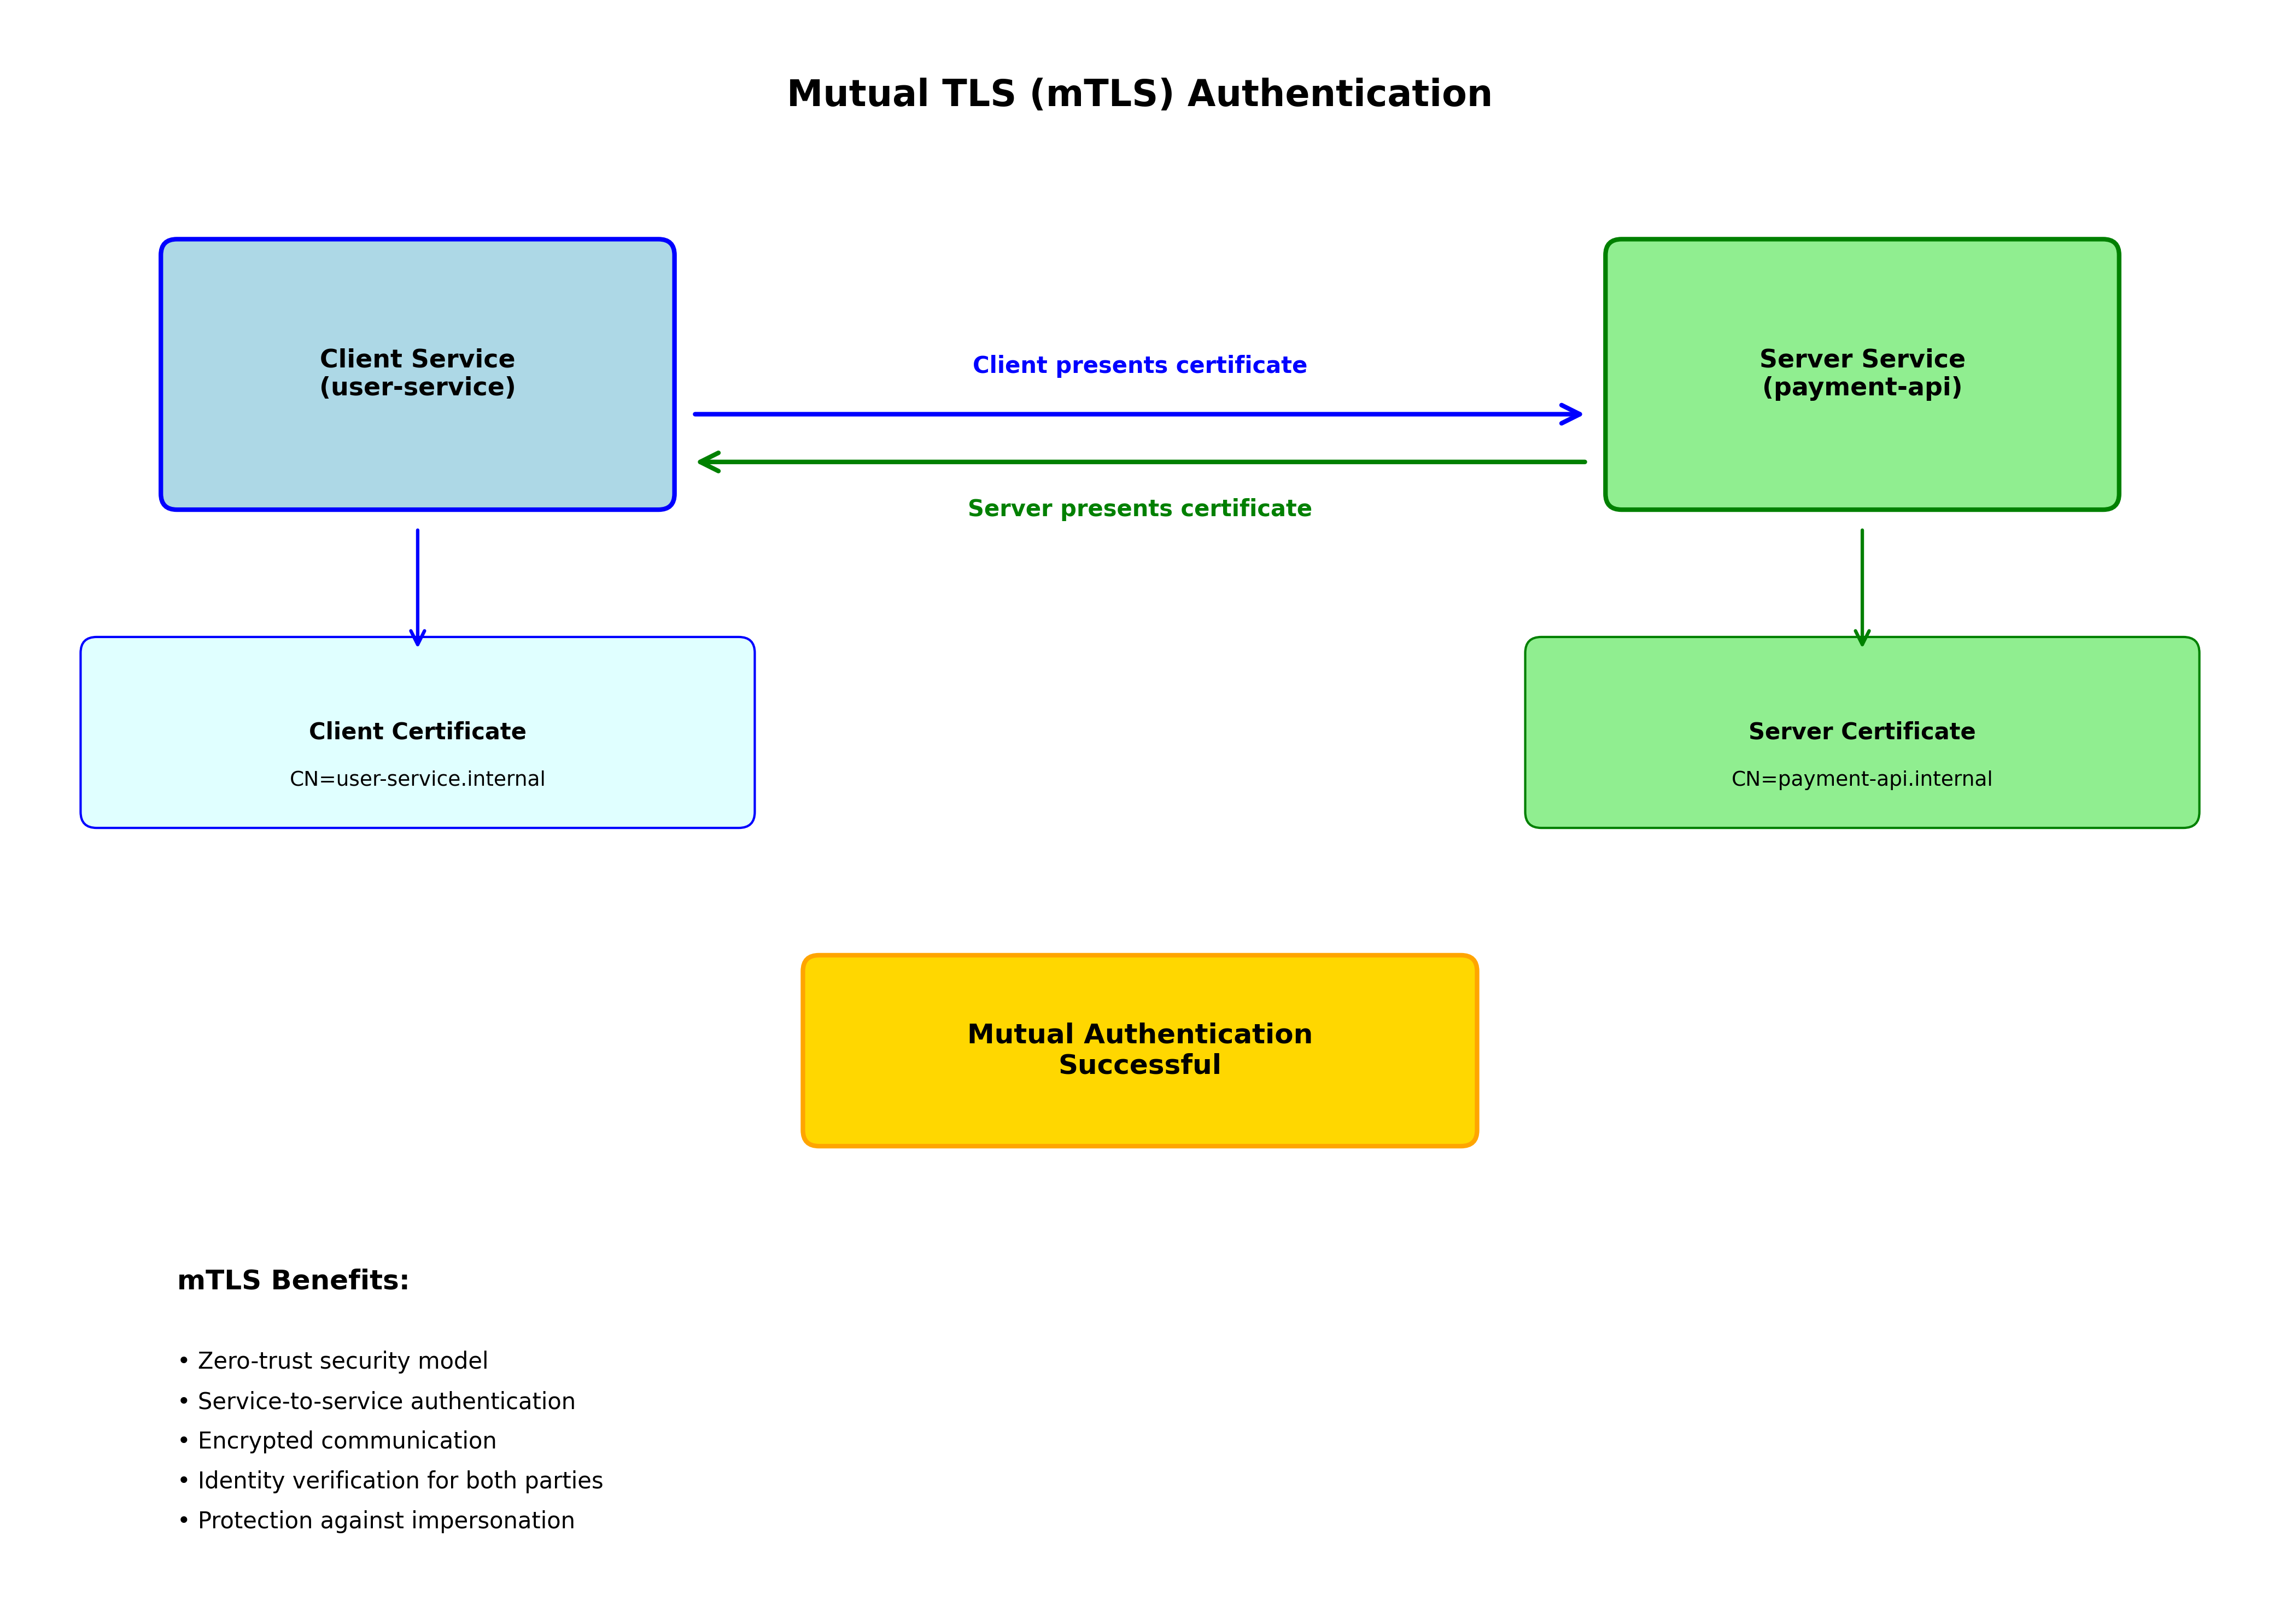 Mutual TLS (mTLS) Authentication
Client Service
(user-service)
Client presents certificate
Server presents certificate
Server Service
(payment-api)
Client Certificate
CN=user-service.internal
Server Certificate
CN=payment-api.internal
Mutual Authentication
Successful
mTLS Benefits:
• Zero-trust security model
• Service-to-service authentication
• Encrypted communication
• Identity verification for both parties
• Protection against impersonation